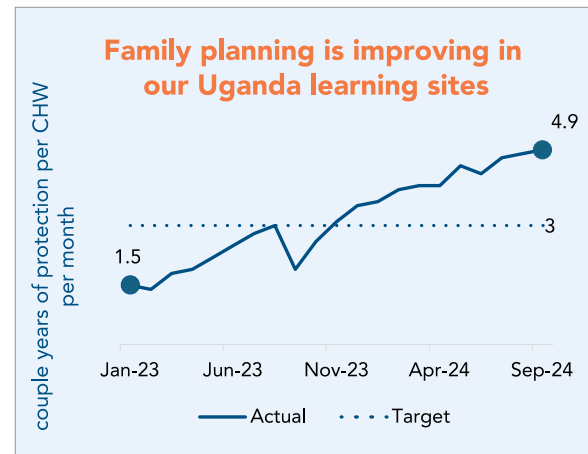 Family planning is improving in
our Uganda learning sites
couple years of protection per CHW
per month
4.9
3
1.5
Jan-23 Jun-23 Nov-23 Apr-24 Sep-24
Actual Target